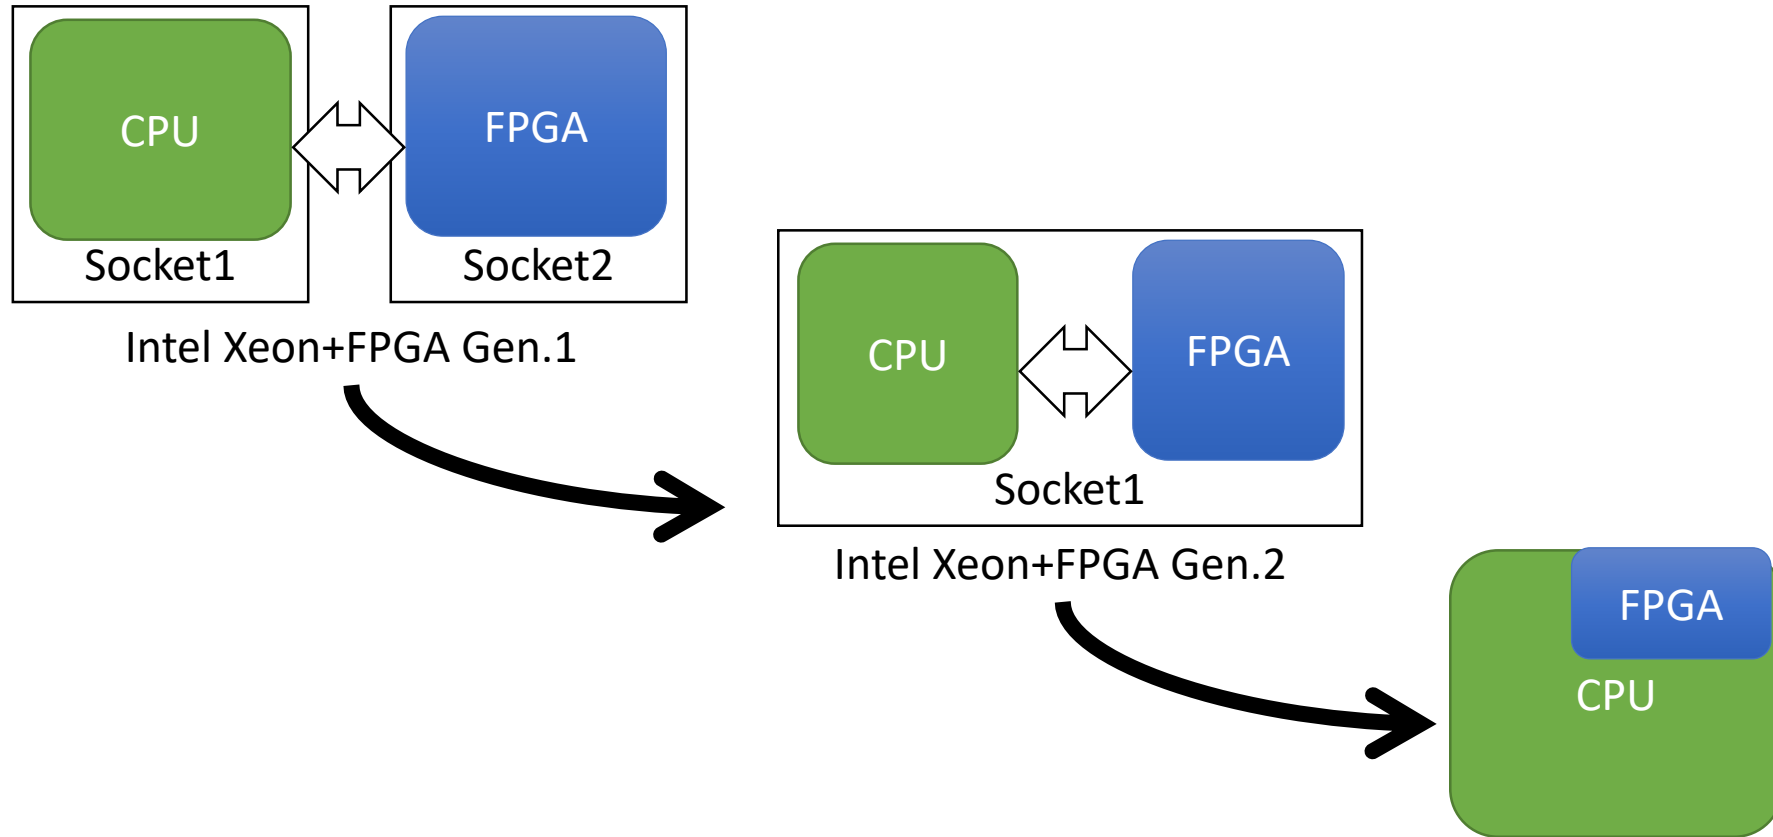 CPU
FPGA
Socket1
Socket2
Intel Xeon+FPGA Gen.1
CPU
FPGA
Socket1
Intel Xeon+FPGA Gen.2
FPGA
CPU